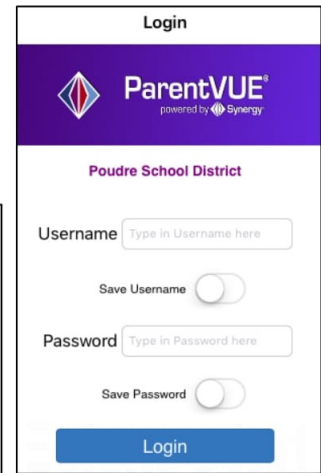 Login
ParentVUE®
powered by Synergy
Poudre School District
Username Type in Username here
Save Username
Password Type in Password here
Save Password
Login